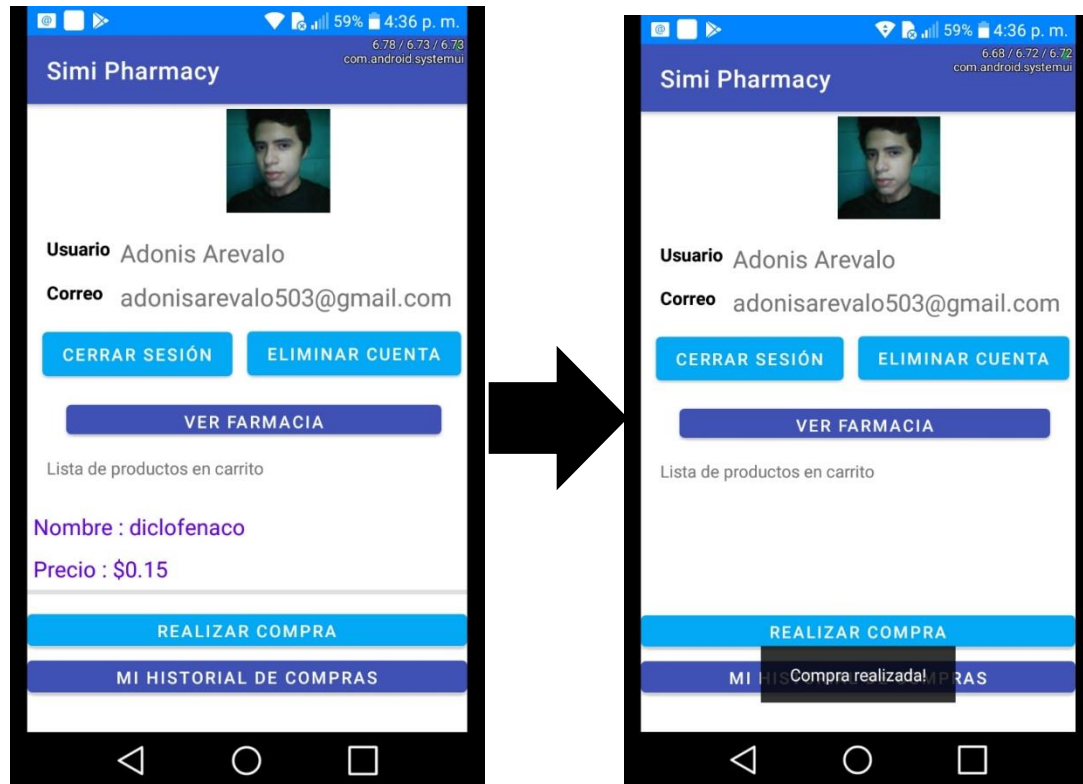 59% 4:36 p. m.
6.78 / 6.73 / 6.73
com.android.systemui
Simi Pharmacy
Usuario Adonis Arevalo
Correo adonisarevalo503@gmail.com
CERRAR SESIÓN ELIMINAR CUENTA
VER FARMACIA
Lista de productos en carrito
Nombre : diclofenaco
Precio : $0.15
REALIZAR COMPRA
MI HISTORIAL DE COMPRAS
59% 4:36 p. m.
6.68 / 6.72 / 6.72
com.android.systemui
Simi Pharmacy
Usuario Adonis Arevalo
Correo adonisarevalo503@gmail.com
CERRAR SESIÓN ELIMINAR CUENTA
VER FARMACIA
Lista de productos en carrito
REALIZAR COMPRA
MI HISTORIAL DE COMPRAS
Compra realizada!